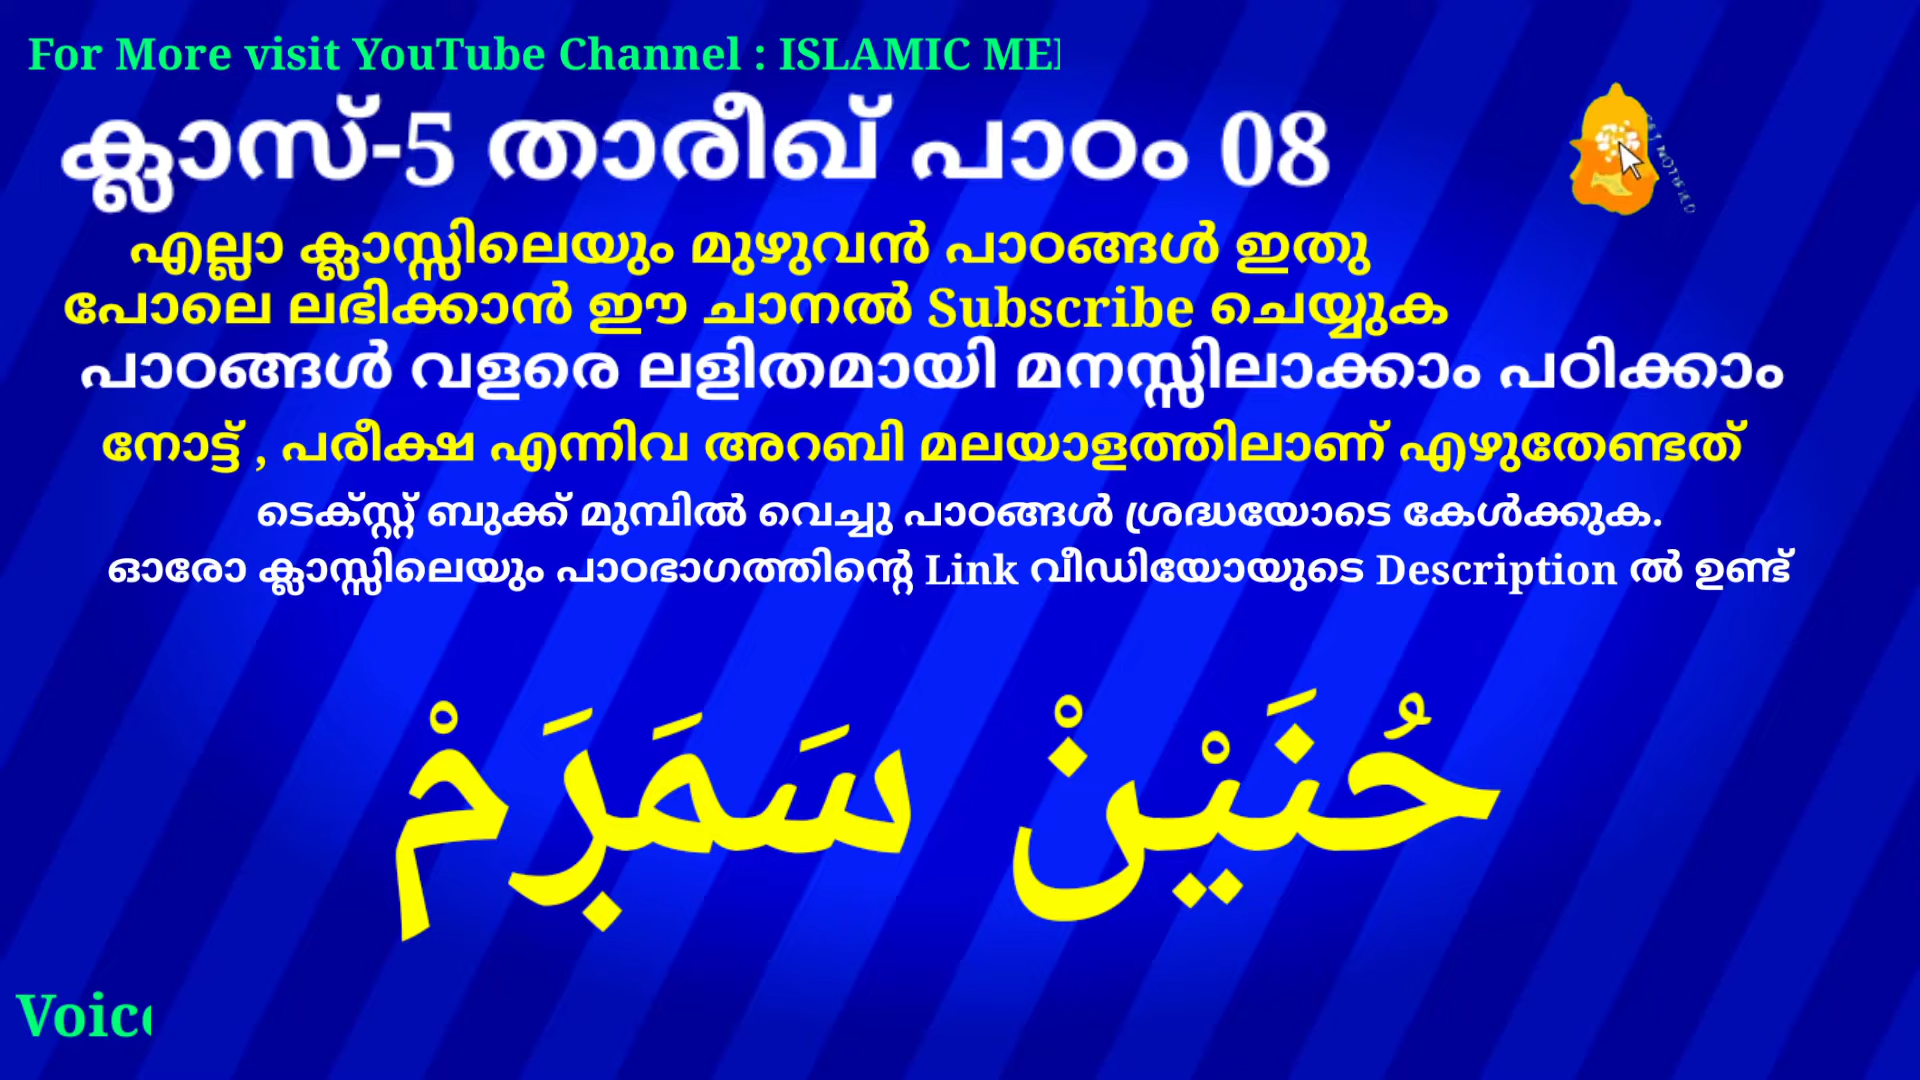 For More visit YouTube Channel : ISLAMIC
ക്ലാസ്-5 താരീഖ് പാഠം 08
എല്ലാ ക്ലാസ്സിലെയും മുഴുവൻ പാഠങ്ങൾ ഇതു
പോലെ ലഭിക്കാൻ ഈ ചാനൽ Subscribe ചെയ്യുക
പാഠങ്ങൾ വളരെ ലളിതമായി മനസ്സിലാക്കാം പഠിക്കാം
നോട്ട് , പരീക്ഷ എന്നിവ അറബി മലയാളത്തിലാണ് എഴുതേണ്ടത്
ടെക്സ്റ്റ് ബുക്ക് മുമ്പിൽ വെച്ചു പാഠങ്ങൾ ശ്രദ്ധയോടെ കേൾക്കുക.
ഓരോ ക്ലാസ്സിലെയും പാഠഭാഗത്തിന്റെ Link വീഡിയോയുടെ Description ൽ ഉണ്ട്
حُنَيْنْ سَمَرَمْ